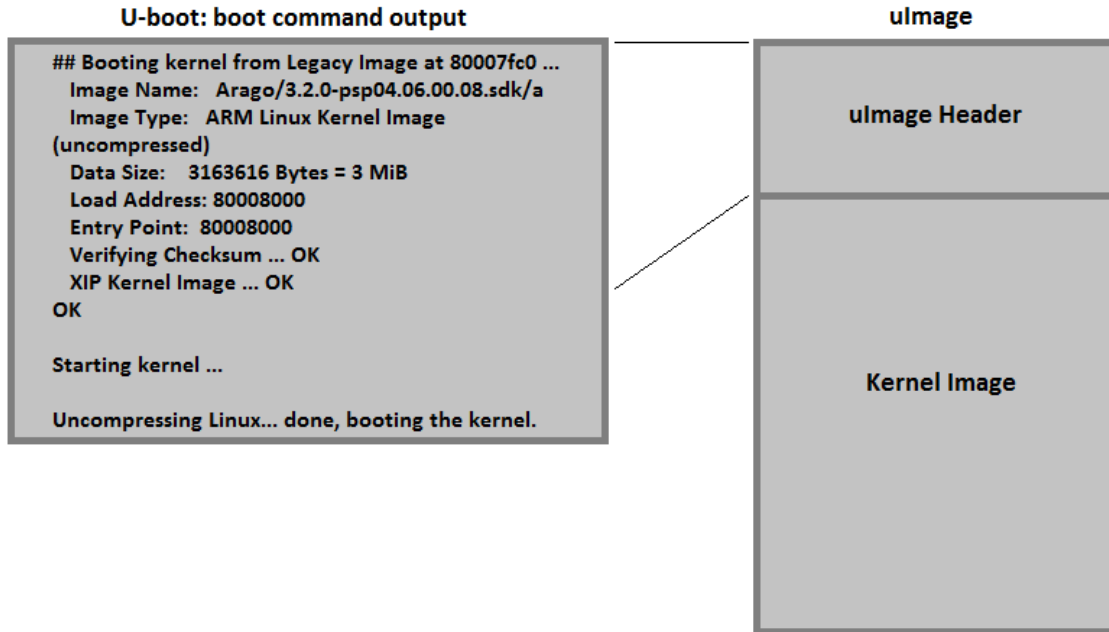 U-boot: boot command output
## Booting kernel from Legacy Image at 80007fc0 ...
Image Name: Arago/3.2.0-psp04.06.00.08.sdk/a
Image Type: ARM Linux Kernel Image
(uncompressed)
Data Size: 3163616 Bytes = 3 MiB
Load Address: 80008000
Entry Point: 80008000
Verifying Checksum ... OK
XIP Kernel Image ... OK
OK
Starting kernel ...
Uncompressing Linux... done, booting the kernel.
uImage
uImage Header
Kernel Image